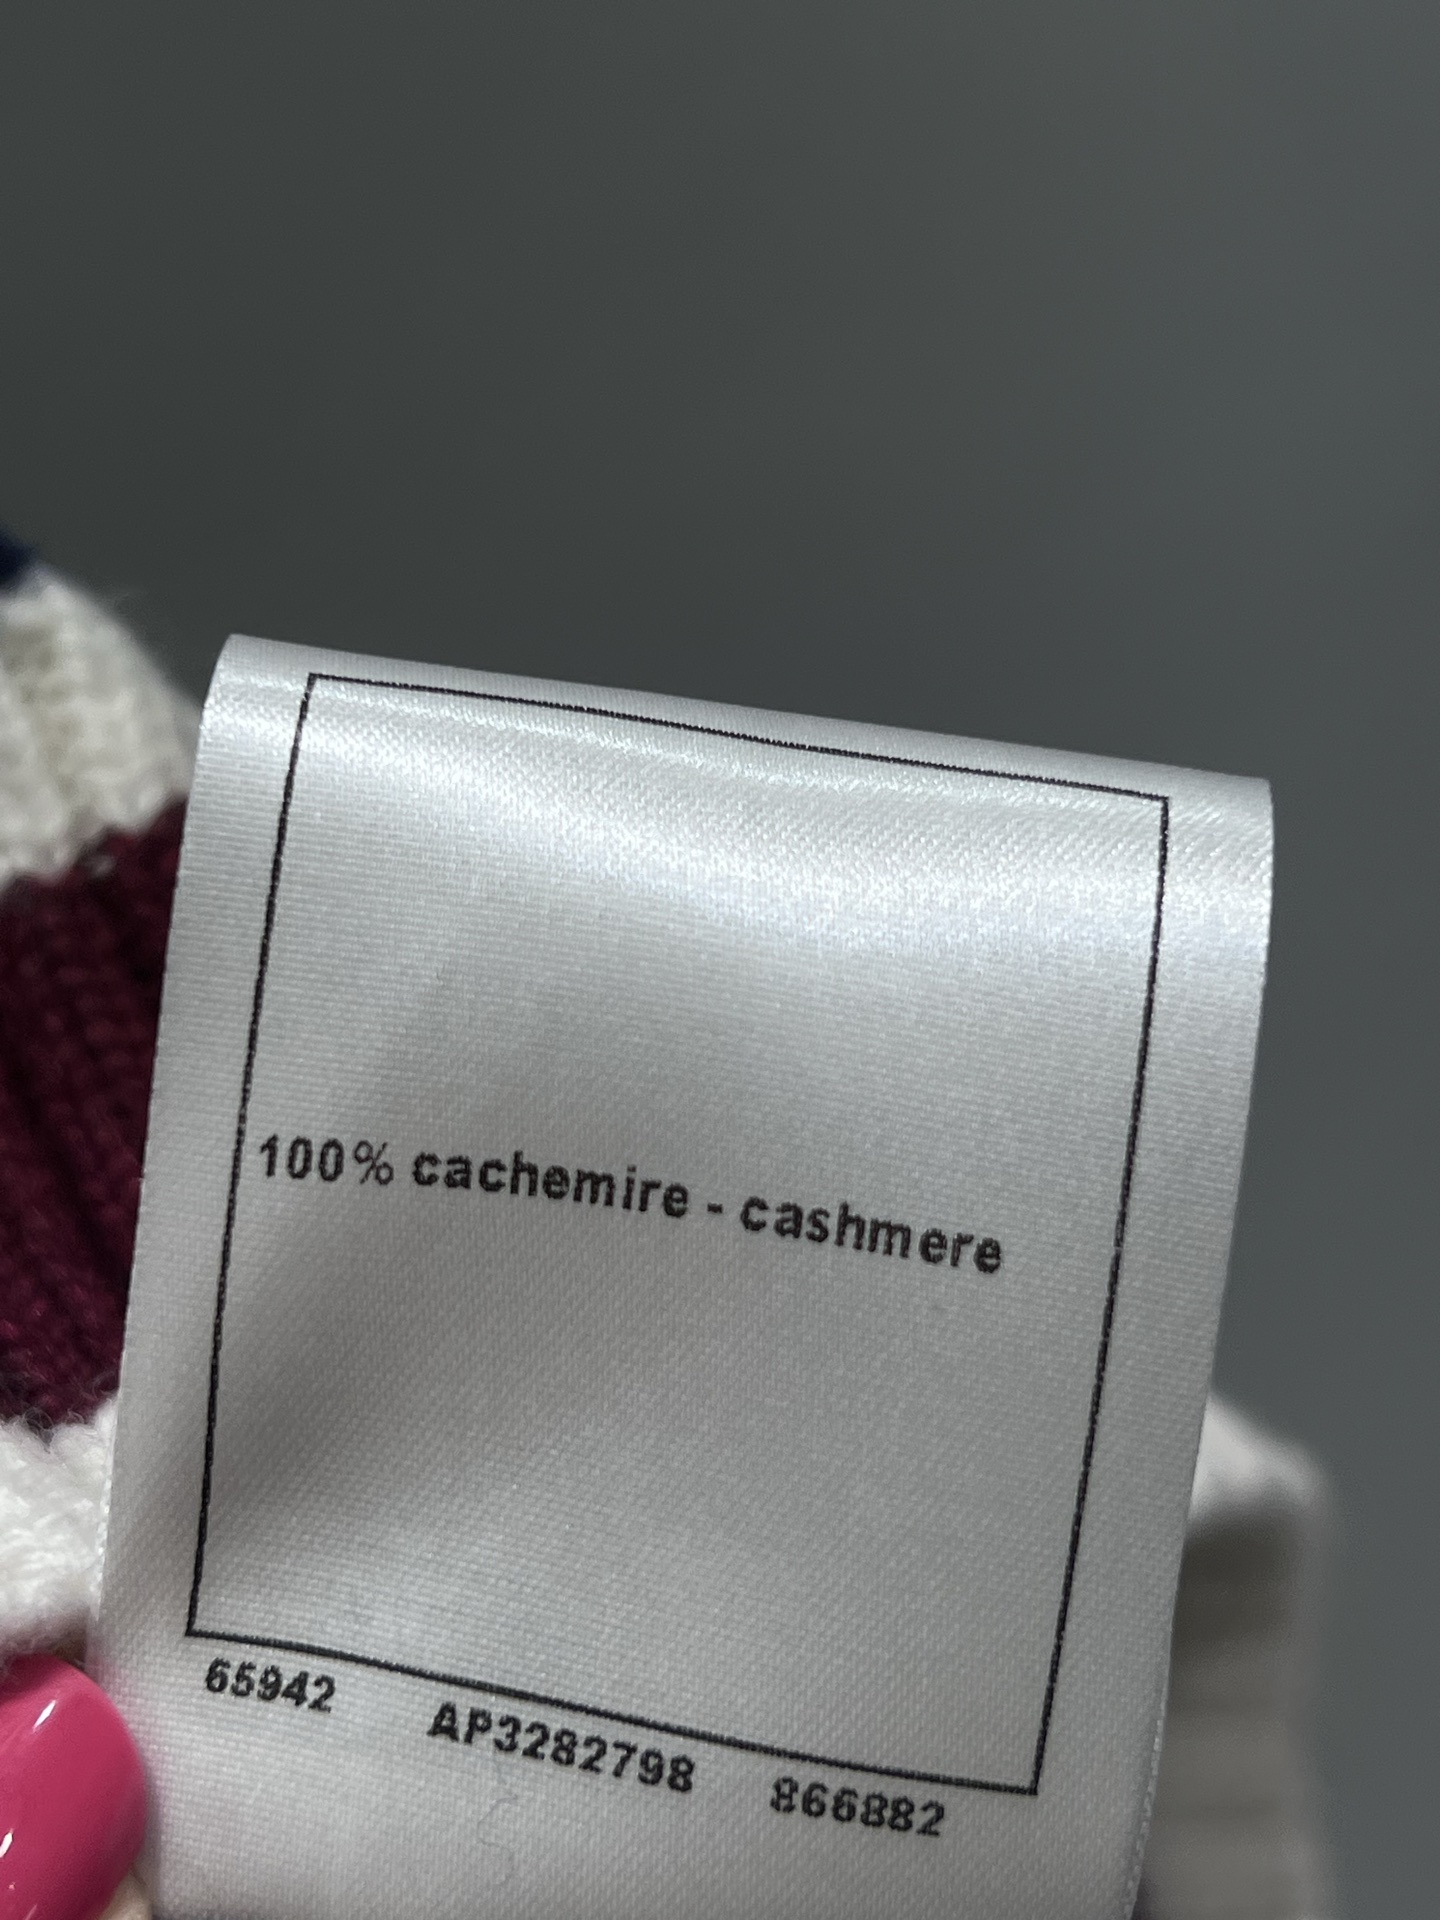 100% cachemire - cashmere
65942 AP3282798 866882